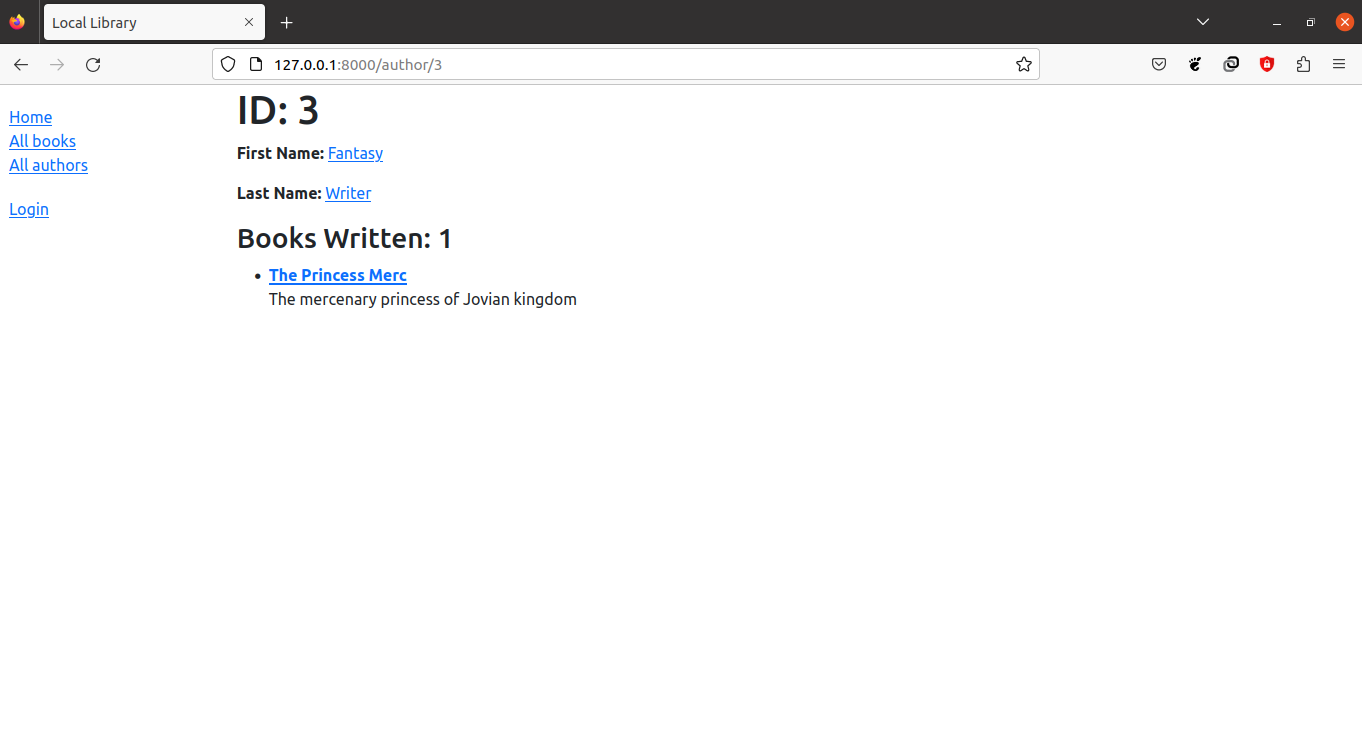 Local Library
127.0.0.1:8000/author/3
Home
All books
All authors
Login
ID: 3
First Name: Fantasy
Last Name: Writer
Books Written: 1
The Princess Merc
The mercenary princess of Jovian kingdom